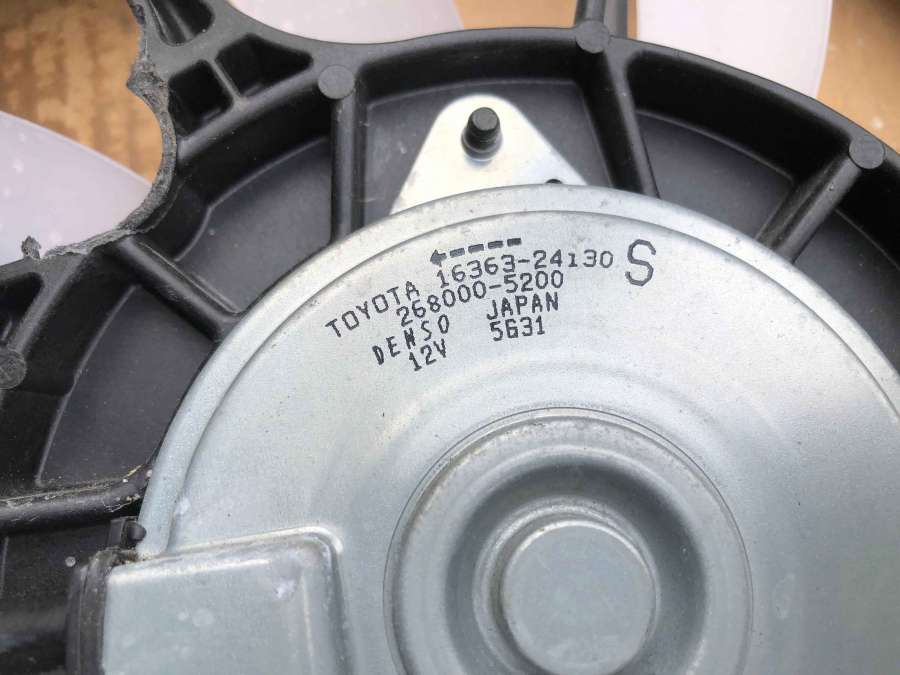 TOYOTA 16363-24130 S
268000-5200
DENSO JAPAN
12V 5G31